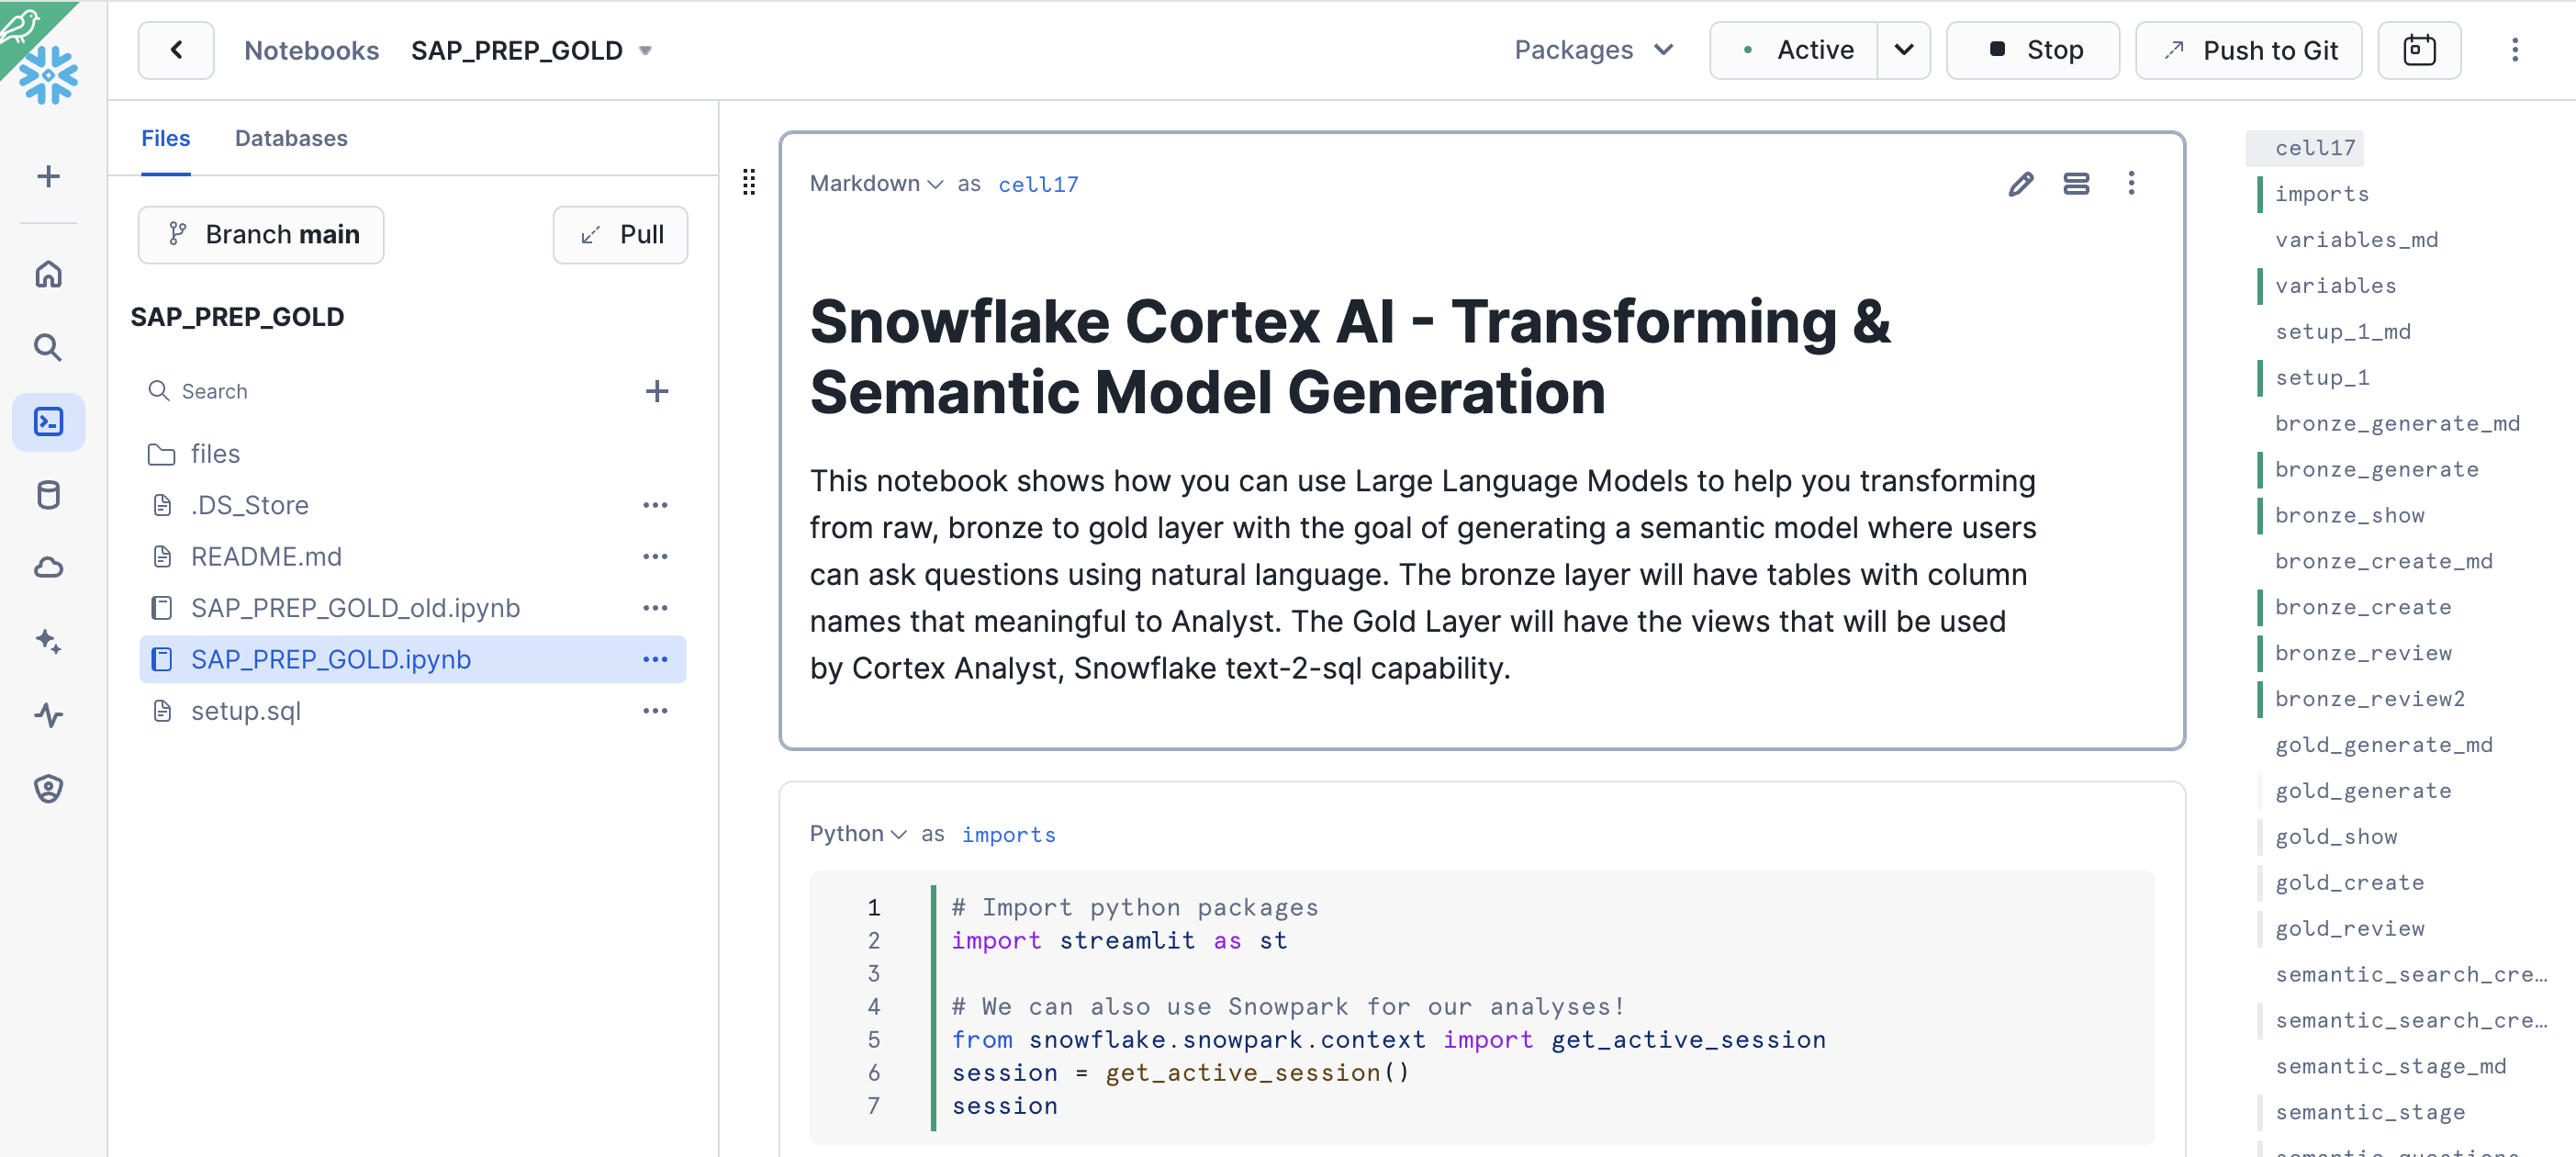 Notebooks SAP_PREP_GOLD
Packages Active Stop Push to Git
Files Databases
Branch main Pull
SAP_PREP_GOLD
Search
files
.DS_Store
README.md
SAP_PREP_GOLD_old.ipynb
SAP_PREP_GOLD.ipynb
setup.sql
Markdown as cell17
Snowflake Cortex AI - Transforming &
Semantic Model Generation
This notebook shows how you can use Large Language Models to help you transforming
from raw, bronze to gold layer with the goal of generating a semantic model where users
can ask questions using natural language. The bronze layer will have tables with column
names that meaningful to Analyst. The Gold Layer will have the views that will be used
by Cortex Analyst, Snowflake text-2-sql capability.
Python as imports
1 # Import python packages
2 import streamlit as st
3
4 # We can also use Snowpark for our analyses!
5 from snowflake.snowpark.context import get_active_session
6 session = get_active_session()
7 session
cell17
imports
variables_md
variables
setup_1_md
setup_1
bronze_generate_md
bronze_generate
bronze_show
bronze_create_md
bronze_create
bronze_review
bronze_review2
gold_generate_md
gold_generate
gold_show
gold_create
gold_review
semantic_search_cre…
semantic_search_cre…
semantic_stage_md
semantic_stage